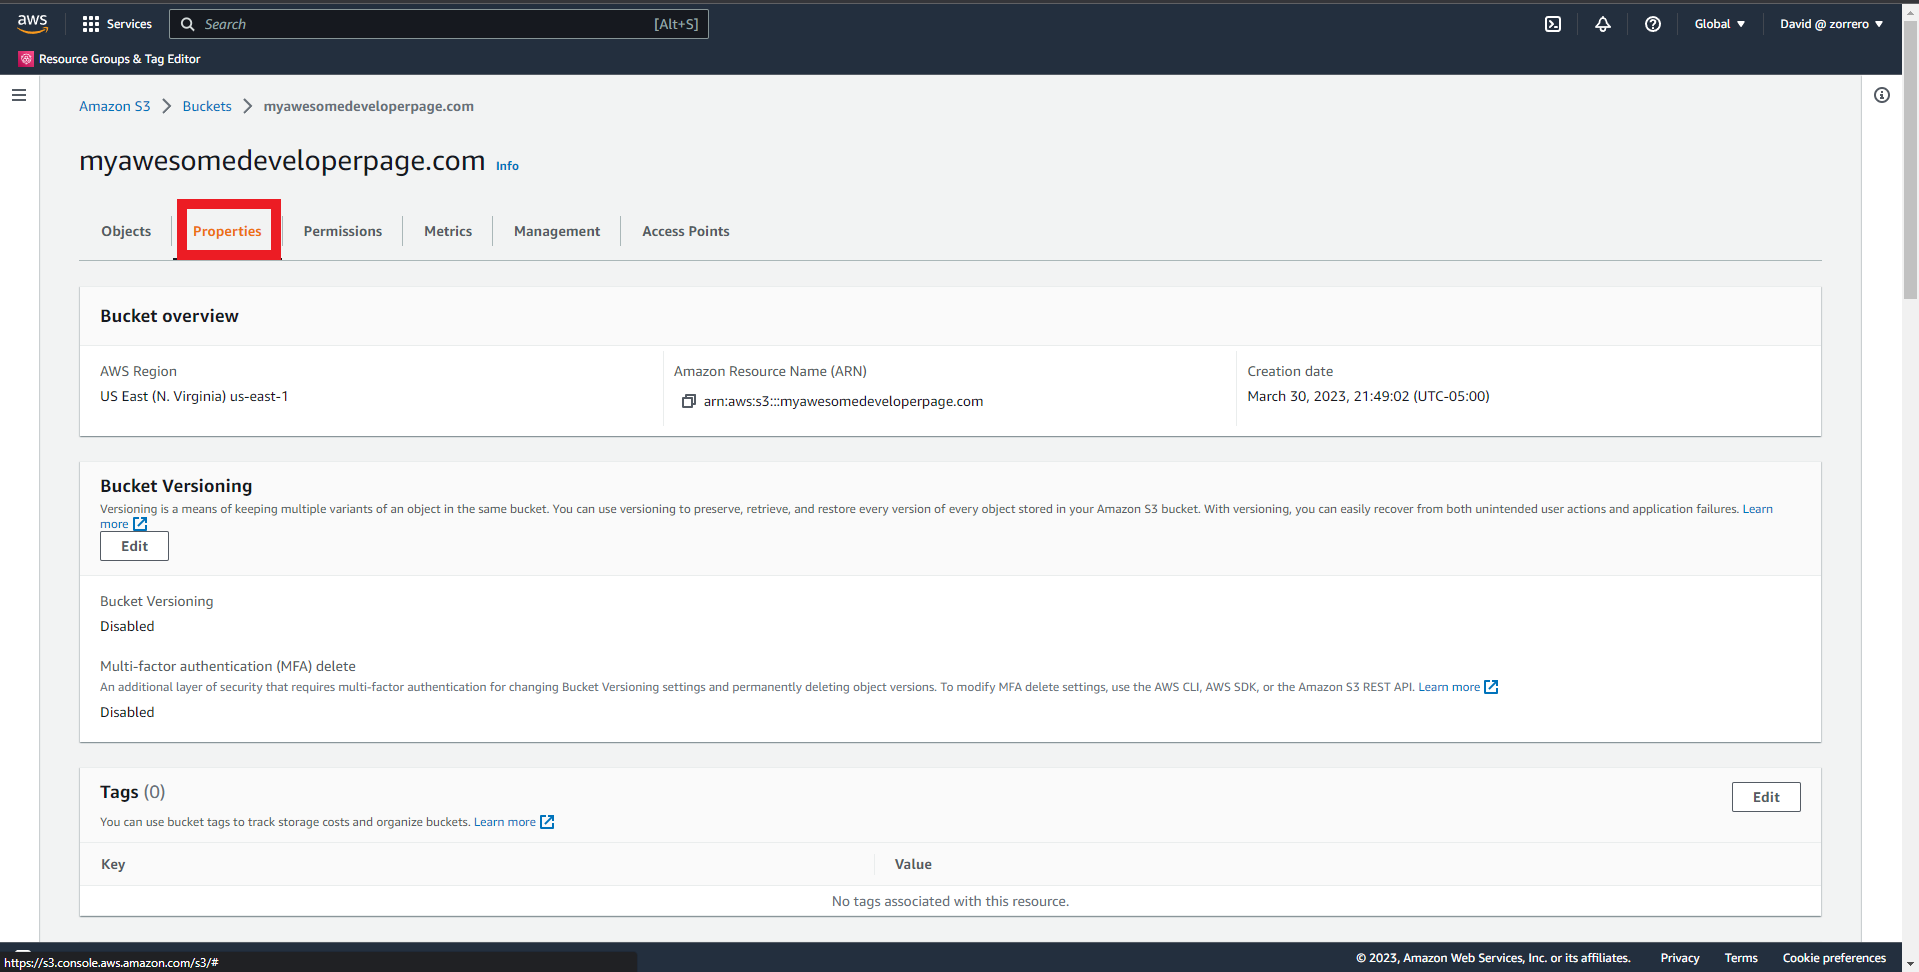 aws
Services
Search
[Alt+S]
Global
David @ zorrero
Resource Groups & Tag Editor
Amazon S3
Buckets
myawesomedeveloperpage.com
myawesomedeveloperpage.com Info
Objects
Properties
Permissions
Metrics
Management
Access Points
Bucket overview
AWS Region
US East (N. Virginia) us-east-1
Amazon Resource Name (ARN)
arn:aws:s3:::myawesomedeveloperpage.com
Creation date
March 30, 2023, 21:49:02 (UTC-05:00)
Bucket Versioning
Versioning is a means of keeping multiple variants of an object in the same bucket. You can use versioning to preserve, retrieve, and restore every version of every object stored in your Amazon S3 bucket. With versioning, you can easily recover from both unintended user actions and application failures. Learn
more
Edit
Bucket Versioning
Disabled
Multi-factor authentication (MFA) delete
An additional layer of security that requires multi-factor authentication for changing Bucket Versioning settings and permanently deleting object versions. To modify MFA delete settings, use the AWS CLI, AWS SDK, or the Amazon S3 REST API. Learn more
Disabled
Tags (0)
Edit
You can use bucket tags to track storage costs and organize buckets. Learn more
Key
Value
No tags associated with this resource.
https://s3.console.aws.amazon.com/s3/#
© 2023, Amazon Web Services, Inc. or its affiliates.
Privacy
Terms
Cookie preferences